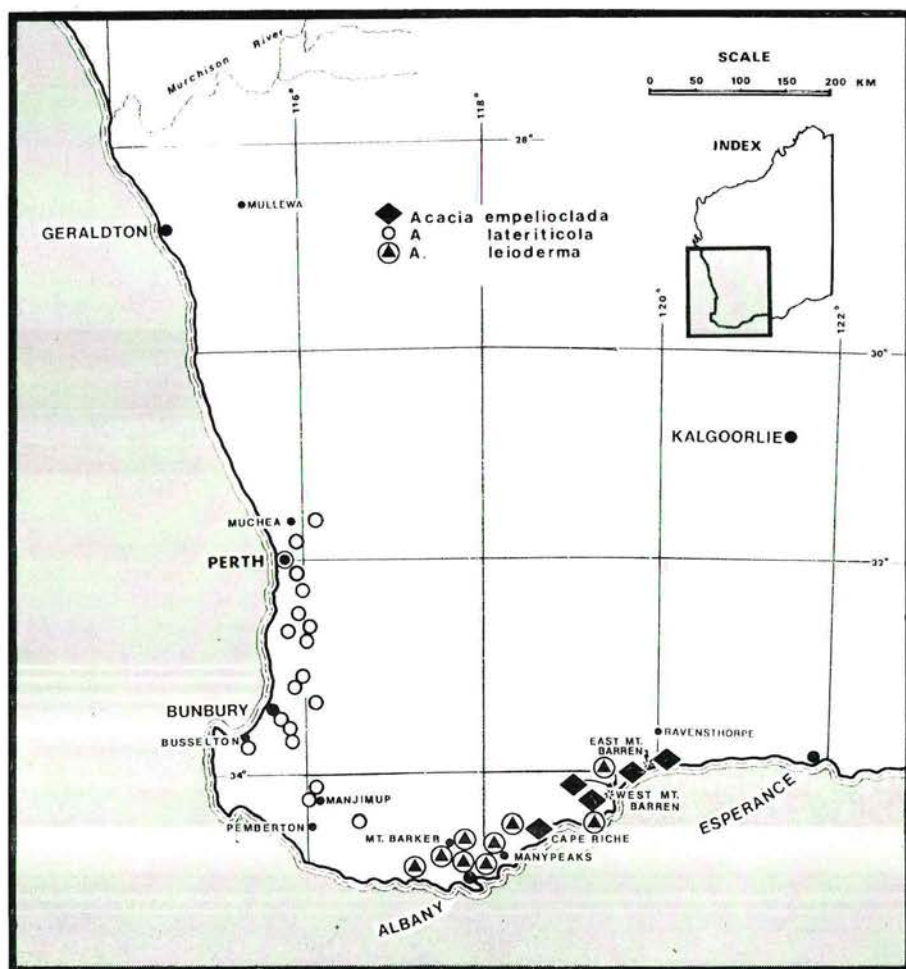 Murchison River
SCALE
0 50 100 150 200 KM
116°
118°
28°
INDEX
MULLEWA
GERALDTON
Acacia empelioclada
A. lateriticola
A. leioderma
120°
122°
30°
KALGOORLIE
MUCHEA
PERTH
32°
BUNBURY
BUSSELTON
RAVENSTHORPE
EAST MT.
BARREN
34°
MANJIMUP
WEST MT.
BARREN
ESPERANCE
PEMBERTON
MT. BARKER
CAPE RICHE
MANYPEAKS
ALBANY